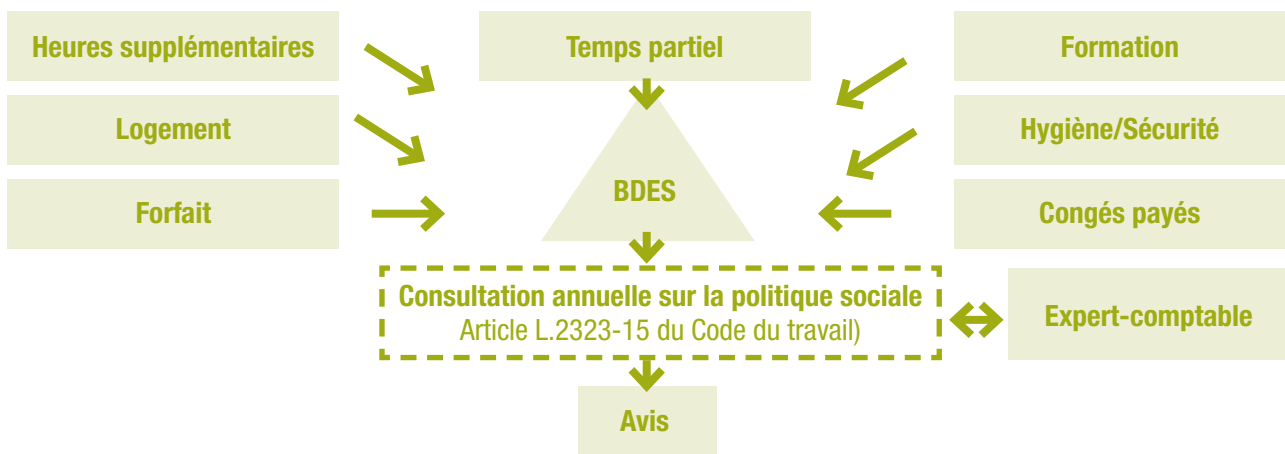 Heures supplémentaires
Temps partiel
Formation
Logement
Hygiène/Sécurité
Forfait
BDES
Congés payés
Consultation annuelle sur la politique sociale
Article L.2323-15 du Code du travail)
Expert-comptable
Avis